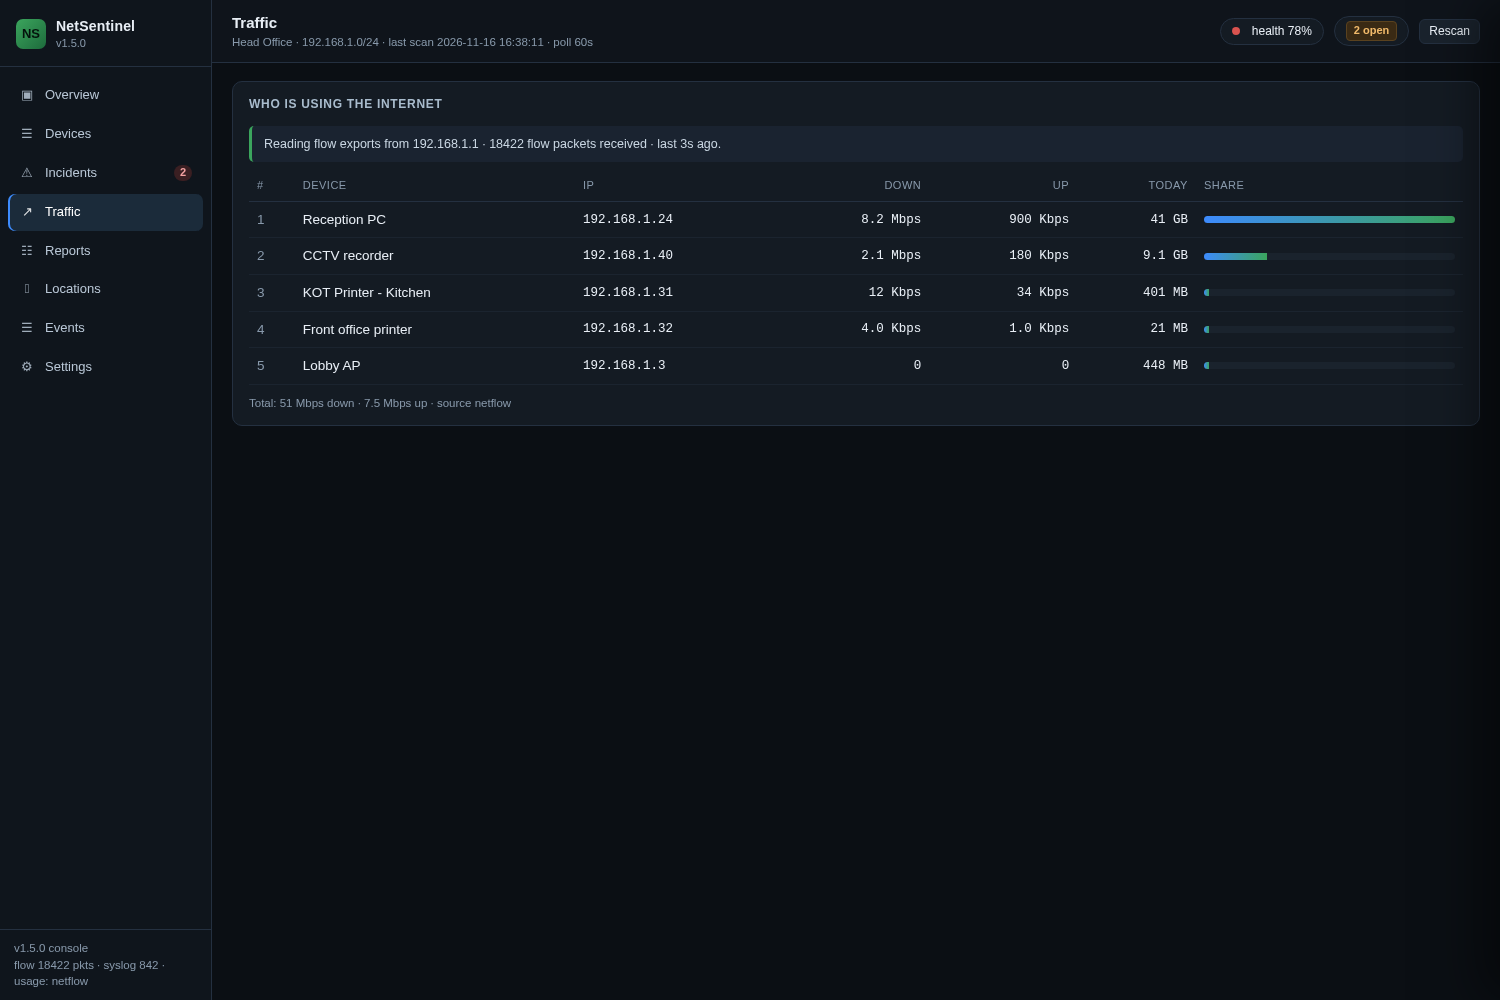 NS
NetSentinel
v1.5.0
Overview
Devices
Incidents 2
Traffic
Reports
Locations
Events
Settings
v1.5.0 console
flow 18422 pkts · syslog 842 ·
usage: netflow
Traffic
Head Office · 192.168.1.0/24 · last scan 2026-11-16 16:38:11 · poll 60s
health 78%
2 open
Rescan
WHO IS USING THE INTERNET
Reading flow exports from 192.168.1.1 · 18422 flow packets received · last 3s ago.
# DEVICE IP DOWN UP TODAY SHARE
1 Reception PC 192.168.1.24 8.2 Mbps 900 Kbps 41 GB
2 CCTV recorder 192.168.1.40 2.1 Mbps 180 Kbps 9.1 GB
3 KOT Printer - Kitchen 192.168.1.31 12 Kbps 34 Kbps 401 MB
4 Front office printer 192.168.1.32 4.0 Kbps 1.0 Kbps 21 MB
5 Lobby AP 192.168.1.3 0 0 448 MB
Total: 51 Mbps down · 7.5 Mbps up · source netflow